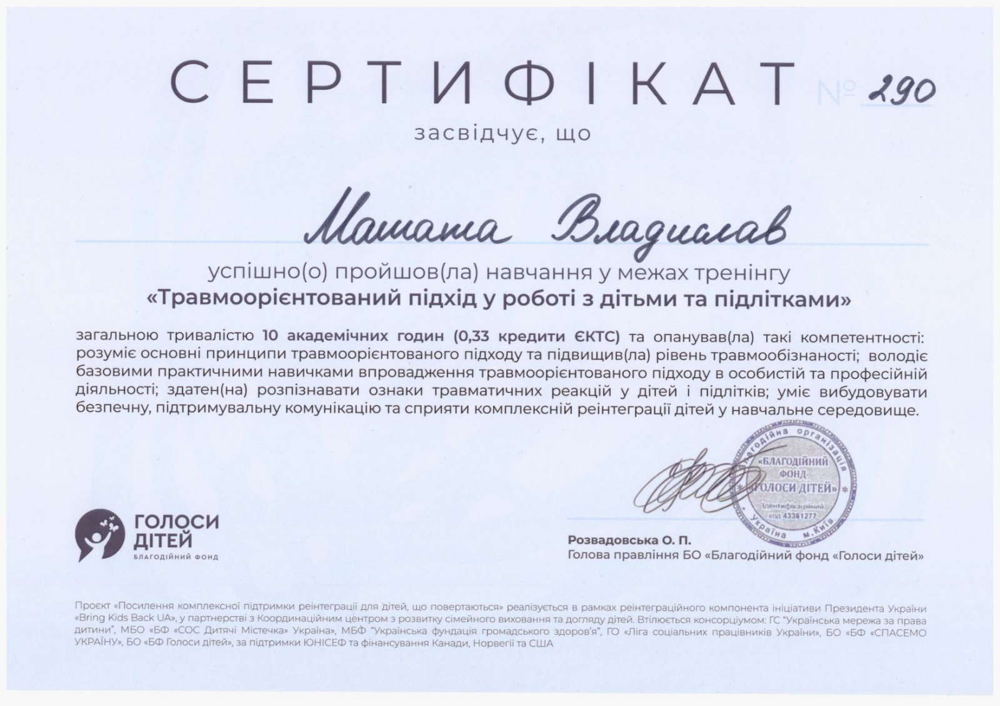 СЕРТИФІКАТ № 290
засвідчує, що
Машата Владислав
успішно(о) пройшов(ла) навчання у межах тренінгу
«Травмоорієнтований підхід у роботі з дітьми та підлітками»
загальною тривалістю 10 академічних годин (0,33 кредити ЄКТС) та опанував(ла) такі компетентності:
розуміє основні принципи травмоорієнтованого підходу та підвищив(ла) рівень травмообізнаності; володіє
базовими практичними навичками впровадження травмоорієнтованого підходу в особистій та професійній
діяльності; здатен(на) розпізнавати ознаки травматичних реакцій у дітей і підлітків; уміє вибудовувати
безпечну, підтримувальну комунікацію та сприяти комплексній реінтеграції дітей у навчальне середовище.
Благодійна організація
«БЛАГОДІЙНИЙ
ФОНД
«ГОЛОСИ ДІТЕЙ»
Ідентифікаційний
код 43381277
* Україна м.Київ *
ГОЛОСИ
ДІТЕЙ
БЛАГОДІЙНИЙ ФОНД
Розвадовська О. П.
Голова правління БО «Благодійний фонд «Голоси дітей»
Проєкт «Посилення комплексної підтримки реінтеграції для дітей, що повертаються» реалізується в рамках реінтеграційного компонента ініціативи Президента України
«Bring Kids Back UA», у партнерстві з Координаційним центром з розвитку сімейного виховання та догляду дітей. Втілюється консорціумом: ГС “Українська мережа за права
дитини”, МБО «БФ «СОС Дитячі Містечка» Україна», МБФ “Українська фундація громадського здоров’я”, ГО «Ліга соціальних працівників України», БО «БФ «СПАСЕМО
УКРАЇНУ», БО «БФ Голоси дітей», за підтримки ЮНІСЕФ та фінансування Канади, Норвегії та США